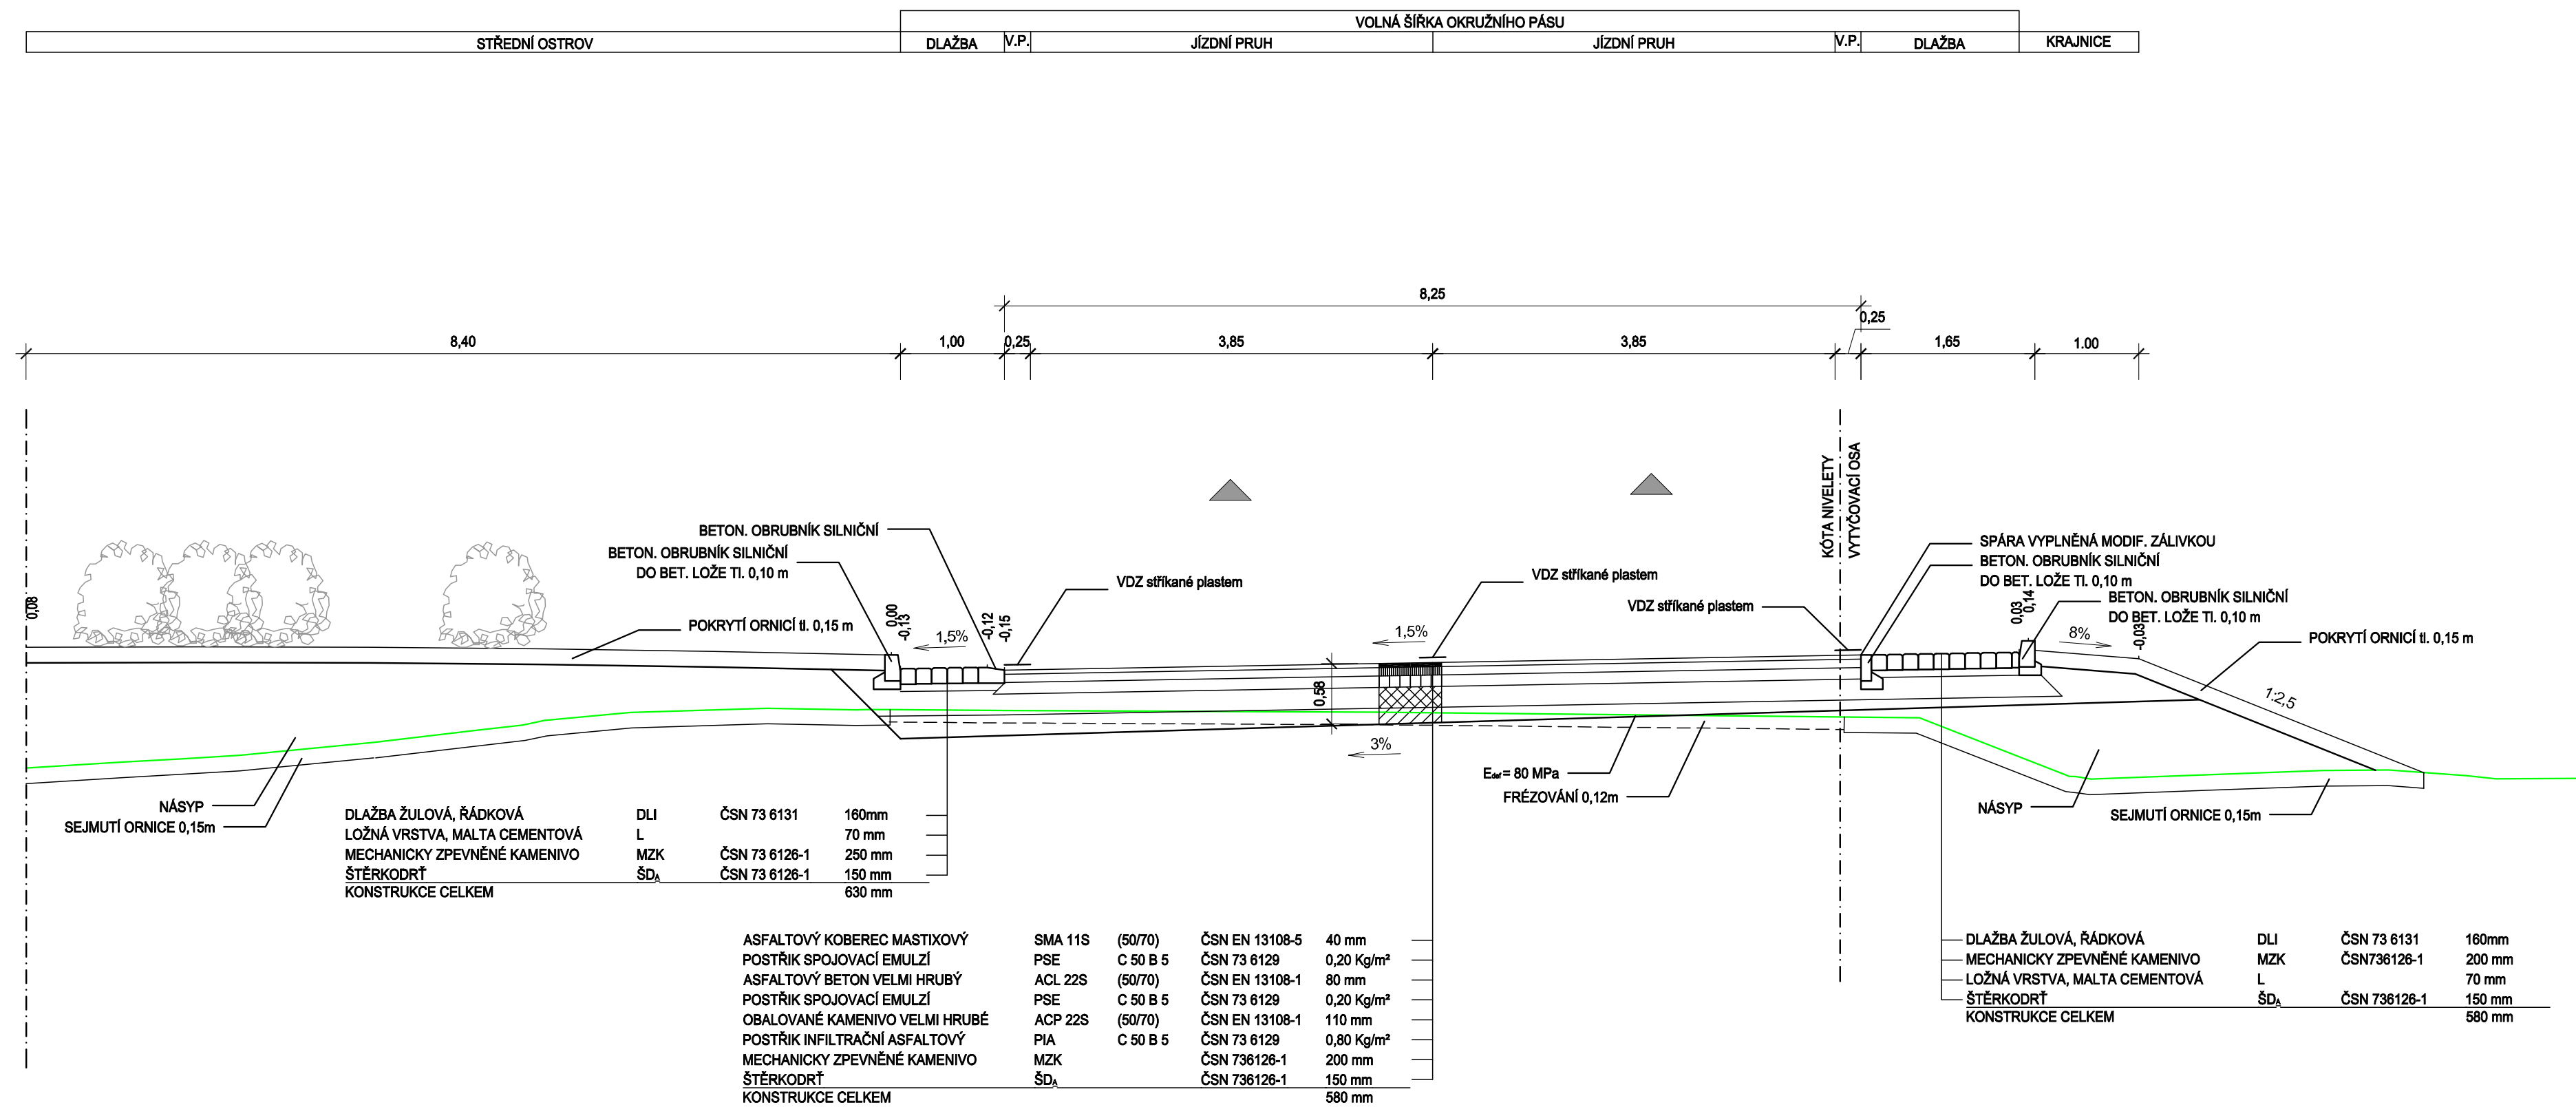 VOLNÁ ŠÍŘKA OKRUŽNÍHO PÁSU
STŘEDNÍ OSTROV DLAŽBA V.P. JÍZDNÍ PRUH JÍZDNÍ PRUH V.P. DLAŽBA KRAJNICE
8,25
0,25
8,40 1,00 0,25 3,85 3,85 1,65 1.00
KÓTA NIVELETY
VYTYČOVACÍ OSA
BETON. OBRUBNÍK SILNIČNÍ
BETON. OBRUBNÍK SILNIČNÍ
DO BET. LOŽE Tl. 0,10 m
VDZ stříkané plastem
VDZ stříkané plastem
VDZ stříkané plastem
SPÁRA VYPLNĚNÁ MODIF. ZÁLIVKOU
BETON. OBRUBNÍK SILNIČNÍ
DO BET. LOŽE Tl. 0,10 m
BETON. OBRUBNÍK SILNIČNÍ
DO BET. LOŽE Tl. 0,10 m
0,08
0,00
-0,13
-0,12
-0,15
0,03
0,14
-0,03
POKRYTÍ ORNICÍ tl. 0,15 m
1,5%
1,5%
8%
POKRYTÍ ORNICÍ tl. 0,15 m
1:2,5
0,58
3%
Edef = 80 MPa
FRÉZOVÁNÍ 0,12m
NÁSYP
SEJMUTÍ ORNICE 0,15m
NÁSYP
SEJMUTÍ ORNICE 0,15m
DLAŽBA ŽULOVÁ, ŘÁDKOVÁ DLI ČSN 73 6131 160mm
LOŽNÁ VRSTVA, MALTA CEMENTOVÁ L 70 mm
MECHANICKY ZPEVNĚNÉ KAMENIVO MZK ČSN 73 6126-1 250 mm
ŠTĚRKODRŤ ŠDA ČSN 73 6126-1 150 mm
KONSTRUKCE CELKEM 630 mm
ASFALTOVÝ KOBEREC MASTIXOVÝ SMA 11S (50/70) ČSN EN 13108-5 40 mm
POSTŘIK SPOJOVACÍ EMULZÍ PSE C 50 B 5 ČSN 73 6129 0,20 Kg/m²
ASFALTOVÝ BETON VELMI HRUBÝ ACL 22S (50/70) ČSN EN 13108-1 80 mm
POSTŘIK SPOJOVACÍ EMULZÍ PSE C 50 B 5 ČSN 73 6129 0,20 Kg/m²
OBALOVANÉ KAMENIVO VELMI HRUBÉ ACP 22S (50/70) ČSN EN 13108-1 110 mm
POSTŘIK INFILTRAČNÍ ASFALTOVÝ PIA C 50 B 5 ČSN 73 6129 0,80 Kg/m²
MECHANICKY ZPEVNĚNÉ KAMENIVO MZK ČSN 736126-1 200 mm
ŠTĚRKODRŤ ŠDA ČSN 736126-1 150 mm
KONSTRUKCE CELKEM 580 mm
DLAŽBA ŽULOVÁ, ŘÁDKOVÁ DLI ČSN 73 6131 160mm
MECHANICKY ZPEVNĚNÉ KAMENIVO MZK ČSN736126-1 200 mm
LOŽNÁ VRSTVA, MALTA CEMENTOVÁ L 70 mm
ŠTĚRKODRŤ ŠDA ČSN 736126-1 150 mm
KONSTRUKCE CELKEM 580 mm